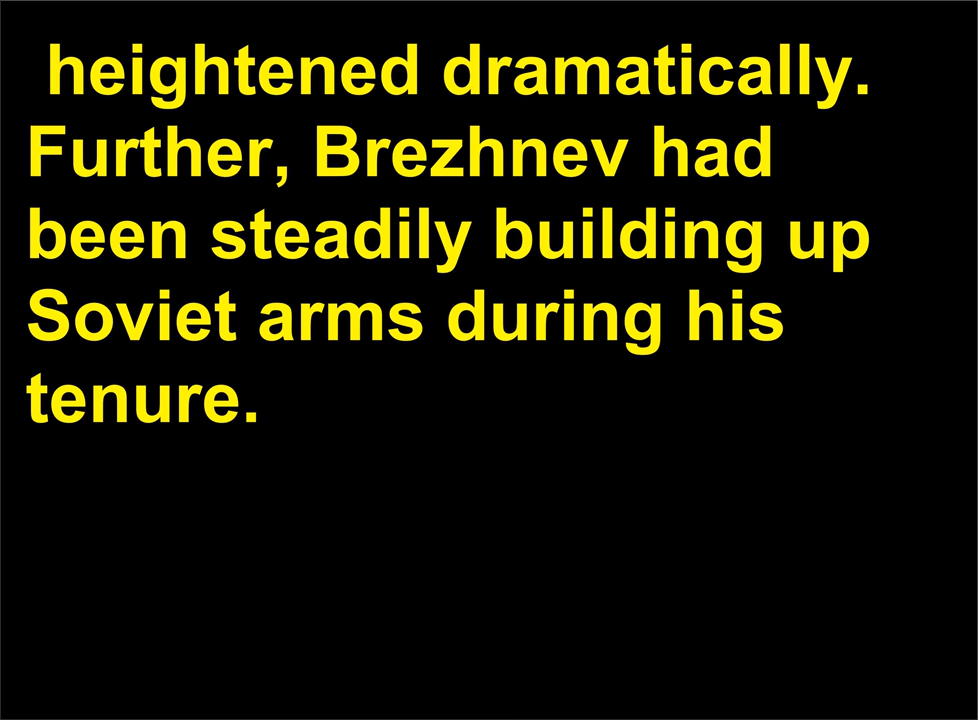 heightened dramatically.
Further, Brezhnev had
been steadily building up
Soviet arms during his
tenure.